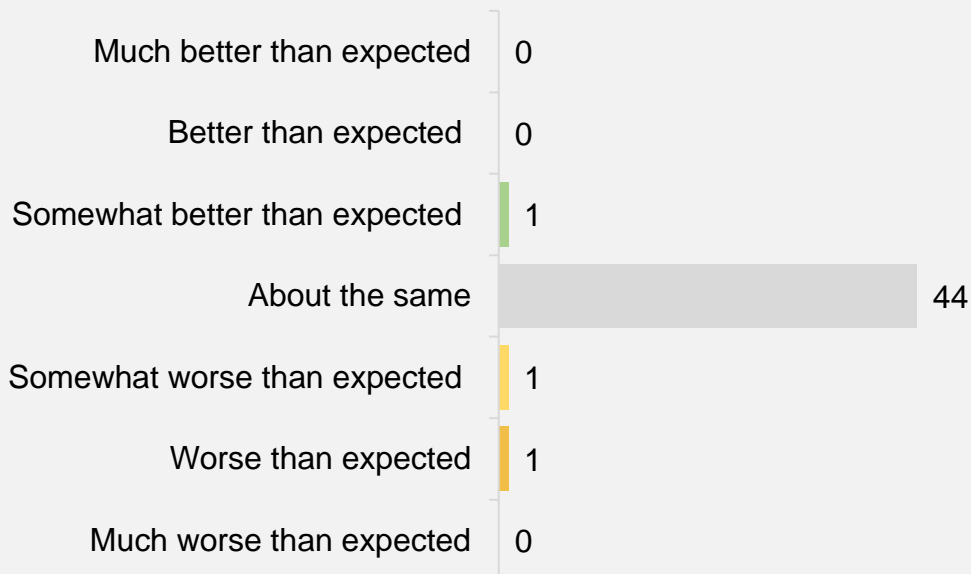 Much better than expected 0
Better than expected 0
Somewhat better than expected 1
About the same 44
Somewhat worse than expected 1
Worse than expected 1
Much worse than expected 0